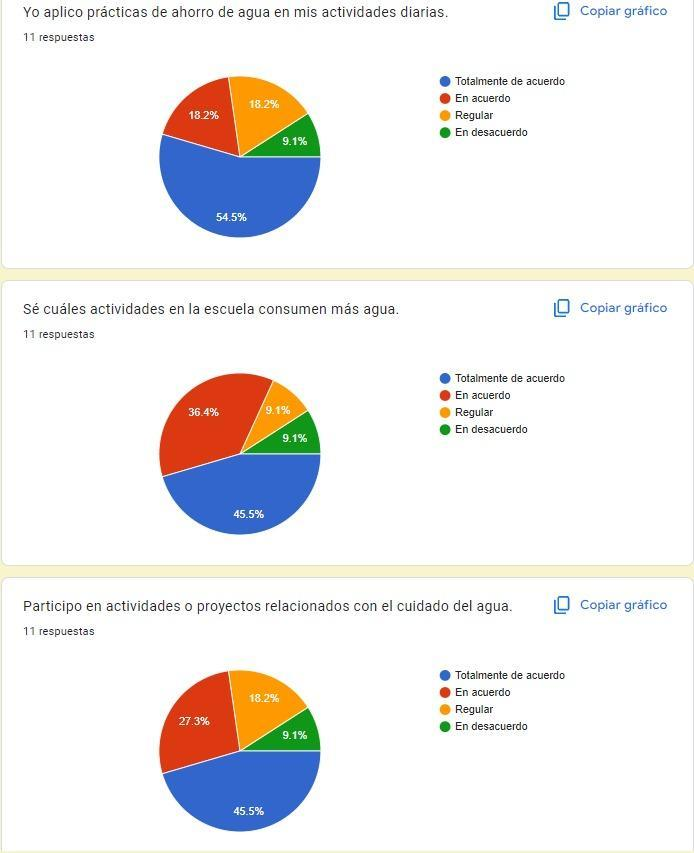 Yo aplico prácticas de ahorro de agua en mis actividades diarias.
Copiar gráfico
11 respuestas
Totalmente de acuerdo
En acuerdo
Regular
En desacuerdo
18.2%
18.2%
9.1%
54.5%
Sé cuáles actividades en la escuela consumen más agua.
Copiar gráfico
11 respuestas
Totalmente de acuerdo
En acuerdo
Regular
En desacuerdo
36.4%
9.1%
9.1%
45.5%
Participo en actividades o proyectos relacionados con el cuidado del agua.
Copiar gráfico
11 respuestas
Totalmente de acuerdo
En acuerdo
Regular
En desacuerdo
18.2%
27.3%
9.1%
45.5%